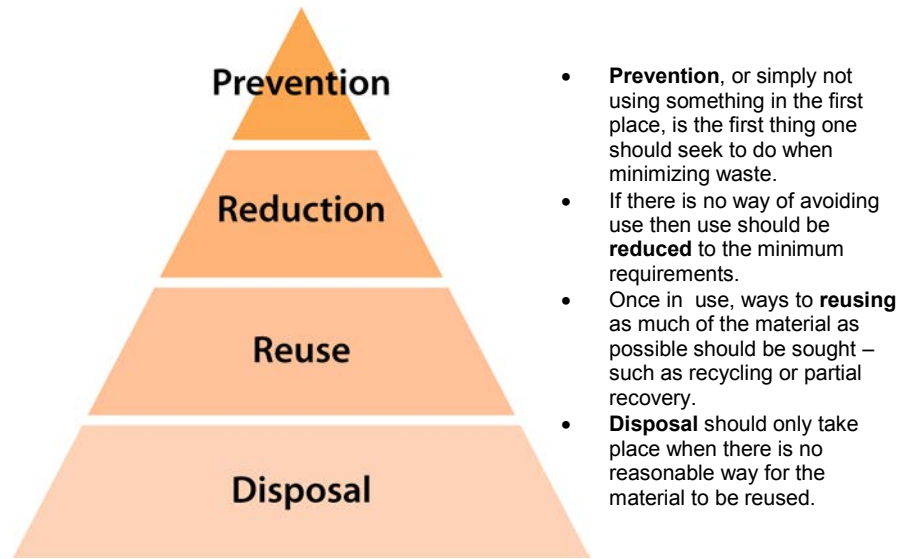 Prevention
Reduction
Reuse
Disposal
• Prevention, or simply not
using something in the first
place, is the first thing one
should seek to do when
minimizing waste.
• If there is no way of avoiding
use then use should be
reduced to the minimum
requirements.
• Once in use, ways to reusing
as much of the material as
possible should be sought –
such as recycling or partial
recovery.
• Disposal should only take
place when there is no
reasonable way for the
material to be reused.